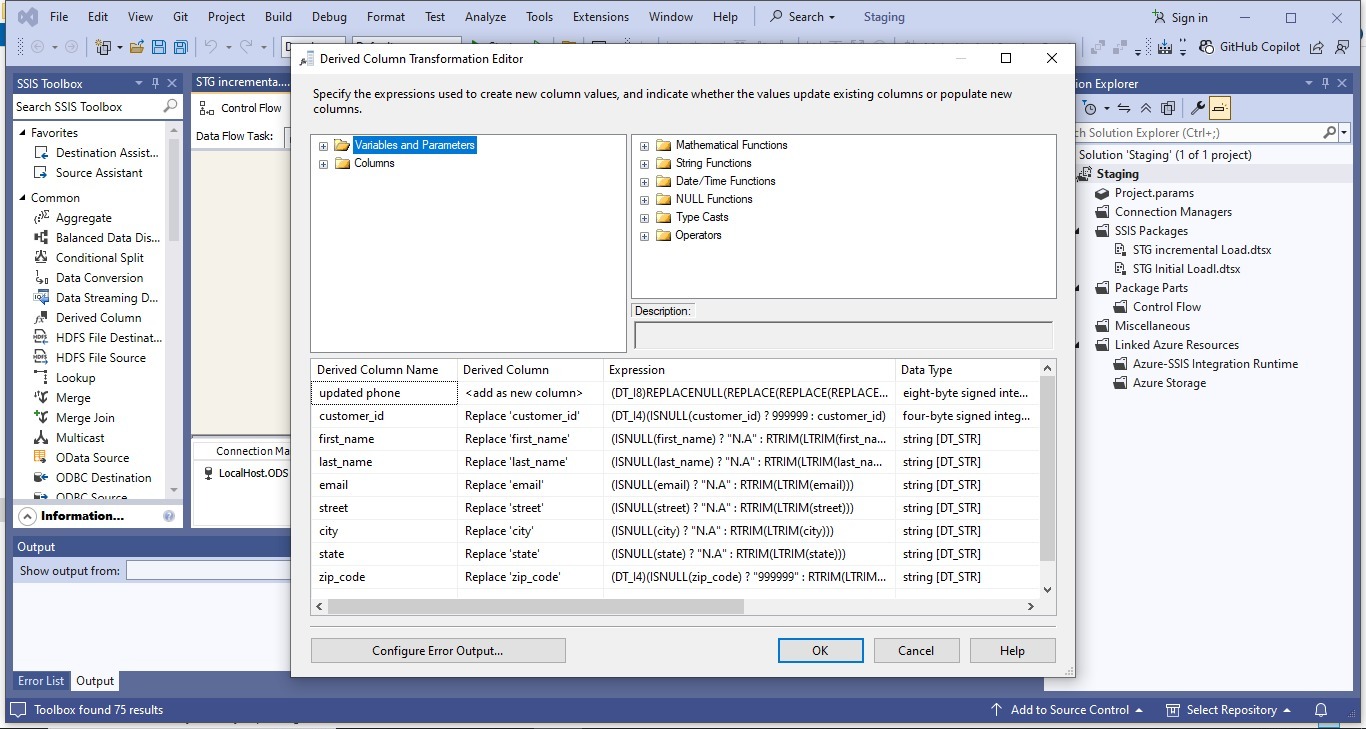 File Edit View Git Project Build Debug Format Test Analyze Tools Extensions Window Help Search Staging Sign in
GitHub Copilot
SSIS Toolbox
Search SSIS Toolbox
Favorites
Destination Assist...
Source Assistant
Common
Aggregate
Balanced Data Dis...
Conditional Split
Data Conversion
Data Streaming D...
Derived Column
HDFS File Destinat...
HDFS File Source
Lookup
Merge
Merge Join
Multicast
OData Source
ODBC Destination
ODBC Source
Information...
STG incrementa...
Control Flow
Data Flow Task:
Connection Ma
LocalHost.ODS
Derived Column Transformation Editor
Specify the expressions used to create new column values, and indicate whether the values update existing columns or populate new
columns.
Variables and Parameters
Columns
Mathematical Functions
String Functions
Date/Time Functions
NULL Functions
Type Casts
Operators
Description:
Derived Column Name Derived Column Expression Data Type
updated phone <add as new column> (DT_I8)REPLACENULL(REPLACE(REPLACE(REPLACE... eight-byte signed inte...
customer_id Replace 'customer_id' (DT_I4)(ISNULL(customer_id) ? 999999 : customer_id) four-byte signed integ...
first_name Replace 'first_name' (ISNULL(first_name) ? "N.A" : RTRIM(LTRIM(first_na... string [DT_STR]
last_name Replace 'last_name' (ISNULL(last_name) ? "N.A" : RTRIM(LTRIM(last_na... string [DT_STR]
email Replace 'email' (ISNULL(email) ? "N.A" : RTRIM(LTRIM(email))) string [DT_STR]
street Replace 'street' (ISNULL(street) ? "N.A" : RTRIM(LTRIM(street))) string [DT_STR]
city Replace 'city' (ISNULL(city) ? "N.A" : RTRIM(LTRIM(city))) string [DT_STR]
state Replace 'state' (ISNULL(state) ? "N.A" : RTRIM(LTRIM(state))) string [DT_STR]
zip_code Replace 'zip_code' (DT_I4)(ISNULL(zip_code) ? "999999" : RTRIM(LTRIM... string [DT_STR]
Configure Error Output... OK Cancel Help
ion Explorer
ch Solution Explorer (Ctrl+;)
Solution 'Staging' (1 of 1 project)
Staging
Project.params
Connection Managers
SSIS Packages
STG incremental Load.dtsx
STG Initial Loadl.dtsx
Package Parts
Control Flow
Miscellaneous
Linked Azure Resources
Azure-SSIS Integration Runtime
Azure Storage
Output
Show output from:
Error List Output
Toolbox found 75 results Add to Source Control Select Repository